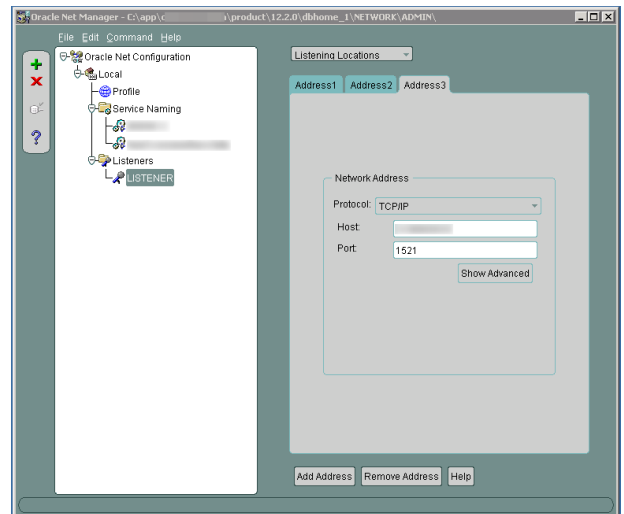 Oracle Net Manager - C:\app\c \product\12.2.0\dbhome_1\NETWORK\ADMIN\
File Edit Command Help
Oracle Net Configuration
Local
Profile
Service Naming
Listeners
LISTENER
Listening Locations
Address1 Address2 Address3
Network Address
Protocol: TCP/IP
Host:
Port: 1521
Show Advanced
Add Address Remove Address Help